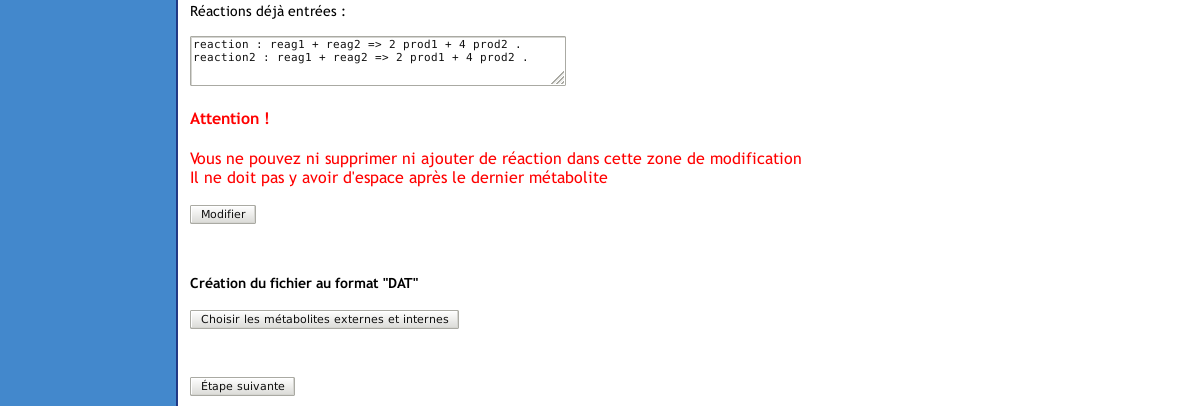 Réactions déjà entrées :
reaction : reag1 + reag2 => 2 prod1 + 4 prod2 .
reaction2 : reag1 + reag2 => 2 prod1 + 4 prod2 .
Attention !
Vous ne pouvez ni supprimer ni ajouter de réaction dans cette zone de modification
Il ne doit pas y avoir d'espace après le dernier métabolite
Modifier
Création du fichier au format "DAT"
Choisir les métabolites externes et internes
Étape suivante